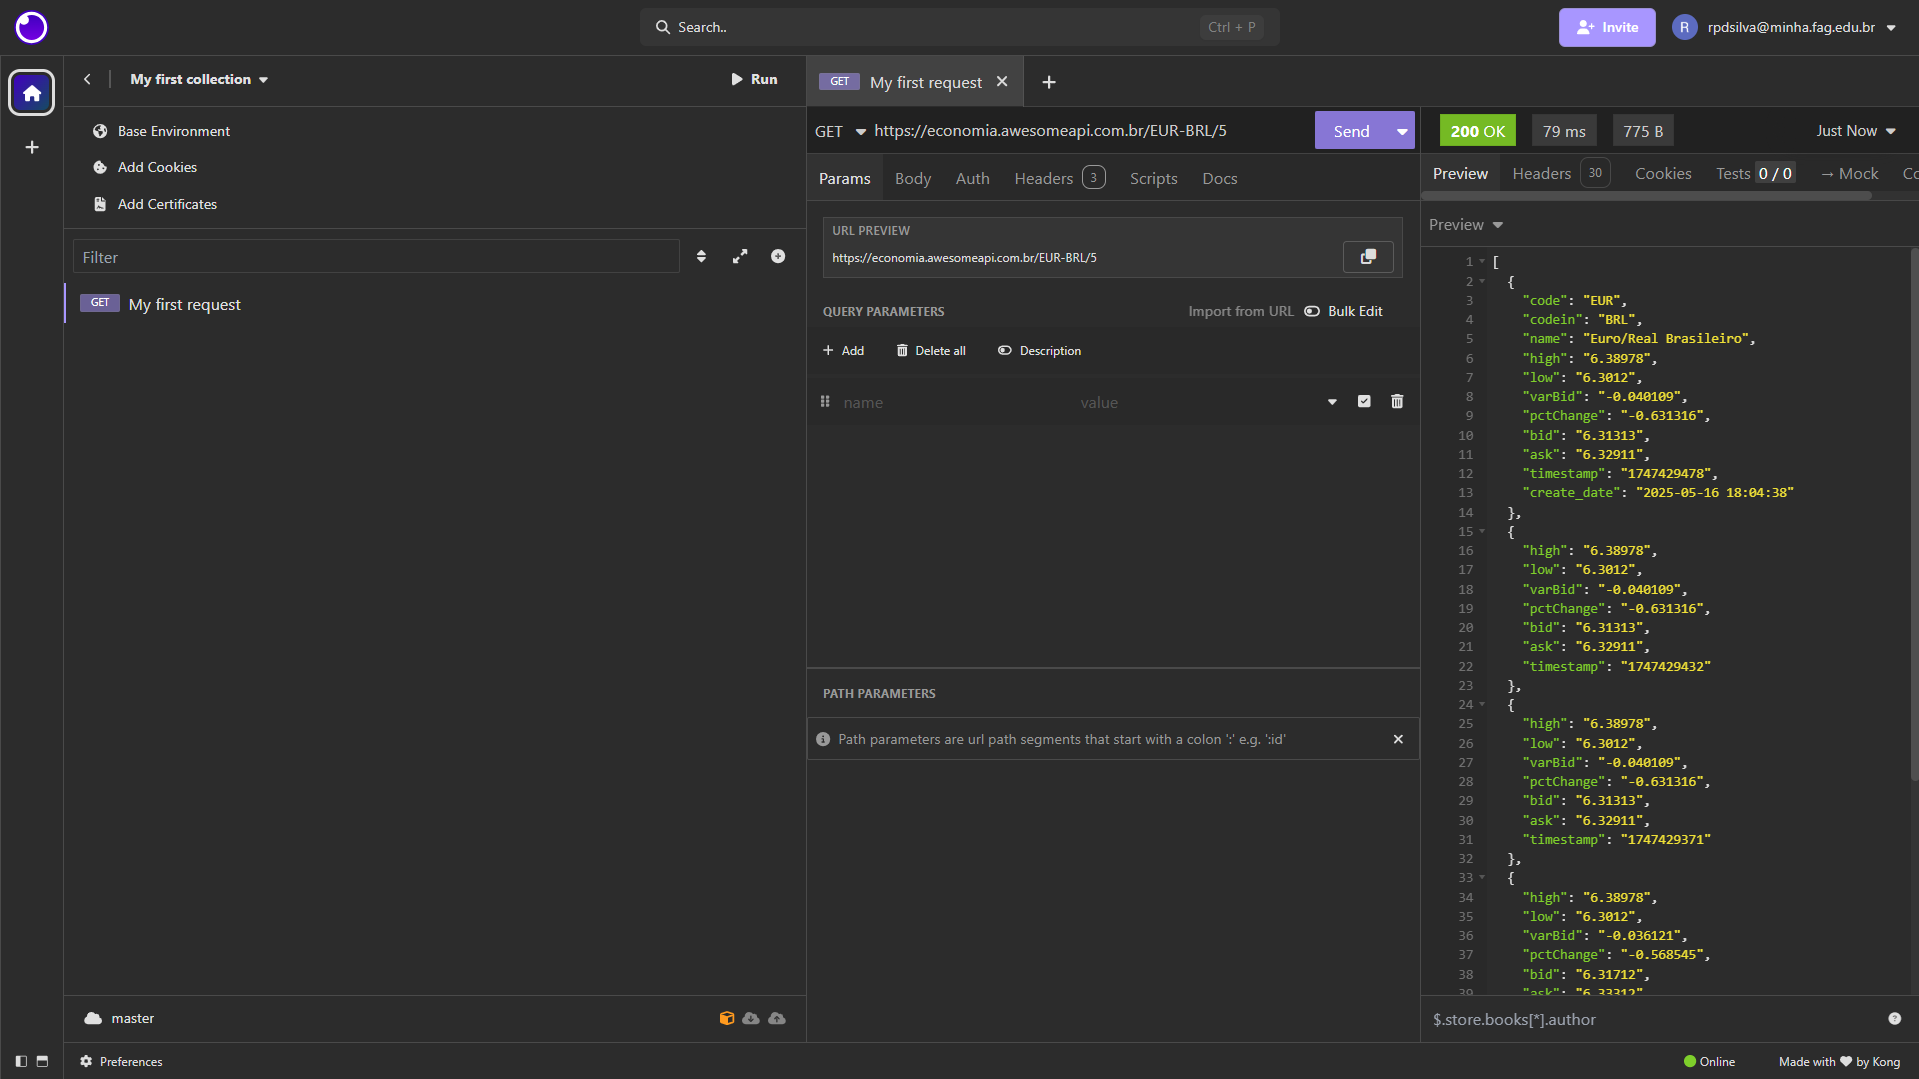 Search..
Ctrl + P
Invite
R
rpdsilva@minha.fag.edu.br
My first collection
Run
Base Environment
Add Cookies
Add Certificates
Filter
GET My first request
master
Preferences
GET My first request
GET https://economia.awesomeapi.com.br/EUR-BRL/5
Send
Params Body Auth Headers 3 Scripts Docs
URL PREVIEW
https://economia.awesomeapi.com.br/EUR-BRL/5
QUERY PARAMETERS
Import from URL Bulk Edit
Add Delete all Description
name value
PATH PARAMETERS
Path parameters are url path segments that start with a colon ':' e.g. ':id'
200 OK 79 ms 775 B Just Now
Preview Headers 30 Cookies Tests 0 / 0 → Mock Co
Preview
1 [
2 {
3 "code": "EUR",
4 "codein": "BRL",
5 "name": "Euro/Real Brasileiro",
6 "high": "6.38978",
7 "low": "6.3012",
8 "varBid": "-0.040109",
9 "pctChange": "-0.631316",
10 "bid": "6.31313",
11 "ask": "6.32911",
12 "timestamp": "1747429478",
13 "create_date": "2025-05-16 18:04:38"
14 },
15 {
16 "high": "6.38978",
17 "low": "6.3012",
18 "varBid": "-0.040109",
19 "pctChange": "-0.631316",
20 "bid": "6.31313",
21 "ask": "6.32911",
22 "timestamp": "1747429432"
23 },
24 {
25 "high": "6.38978",
26 "low": "6.3012",
27 "varBid": "-0.040109",
28 "pctChange": "-0.631316",
29 "bid": "6.31313",
30 "ask": "6.32911",
31 "timestamp": "1747429371"
32 },
33 {
34 "high": "6.38978",
35 "low": "6.3012",
36 "varBid": "-0.036121",
37 "pctChange": "-0.568545",
38 "bid": "6.31712",
39 "ask": "6.33312"
$.store.books[*].author
Online
Made with ❤ by Kong